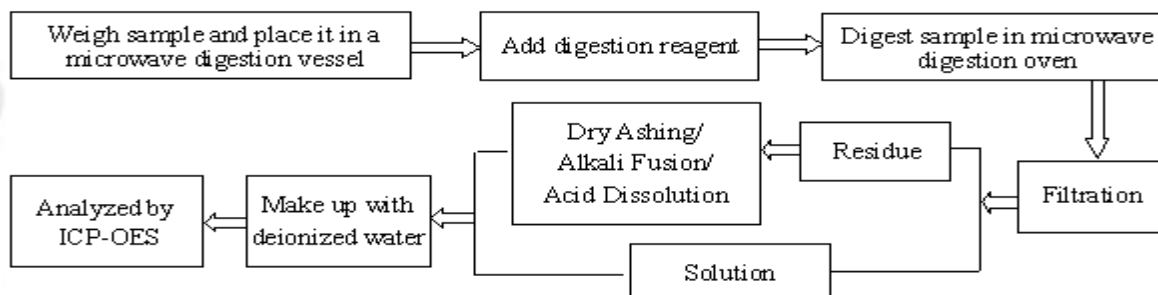 Weigh sample and place it in a
microwave digestion vessel
Add digestion reagent
Digest sample in microwave
digestion oven
Filtration
Residue
Solution
Dry Ashing/
Alkali Fusion/
Acid Dissolution
Make up with
deionized water
Analyzed by
ICP-OES